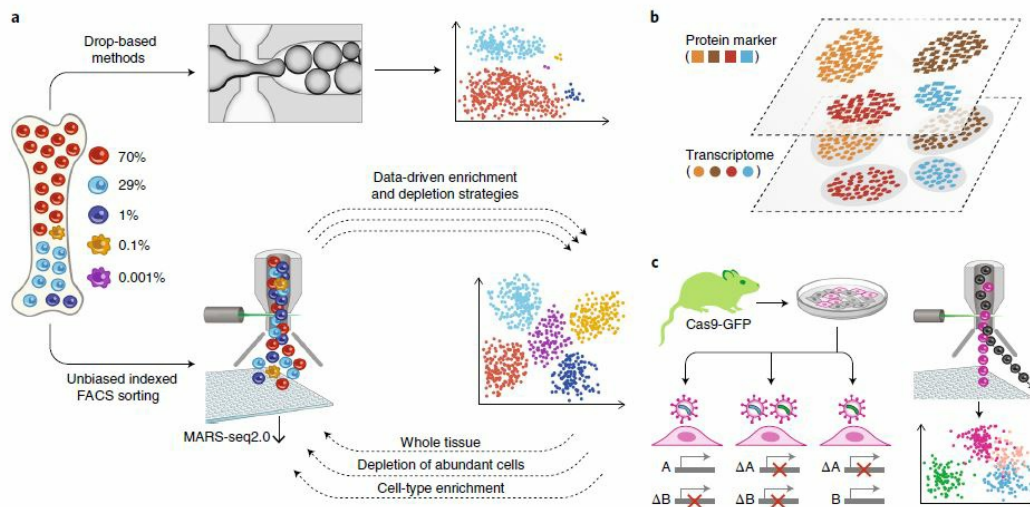 a
Drop-based
methods
70%
29%
1%
0.1%
0.001%
Data-driven enrichment
and depletion strategies
Unbiased indexed
FACS sorting
MARS-seq2.0
Whole tissue
Depletion of abundant cells
Cell-type enrichment
b
Protein marker
( )
Transcriptome
( )
c
Cas9-GFP
A ΔA ΔA
ΔB ΔB B